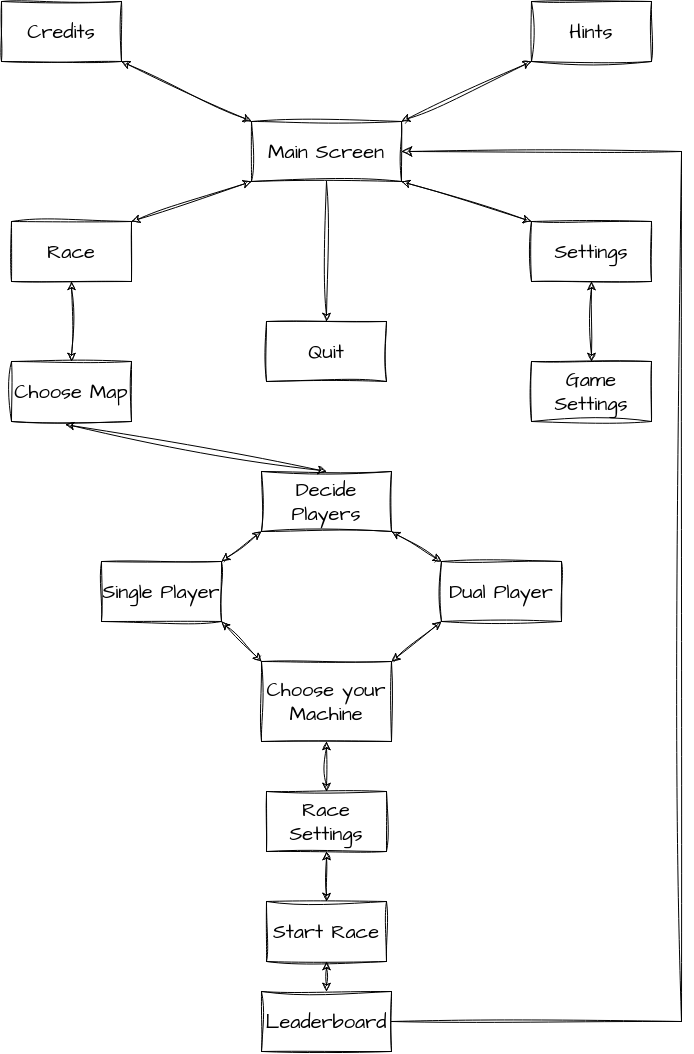 Credits
Hints
Main Screen
Race
Settings
Quit
Choose Map
Game
Settings
Decide
Players
Single Player
Dual Player
Choose your
Machine
Race
Settings
Start Race
Leaderboard